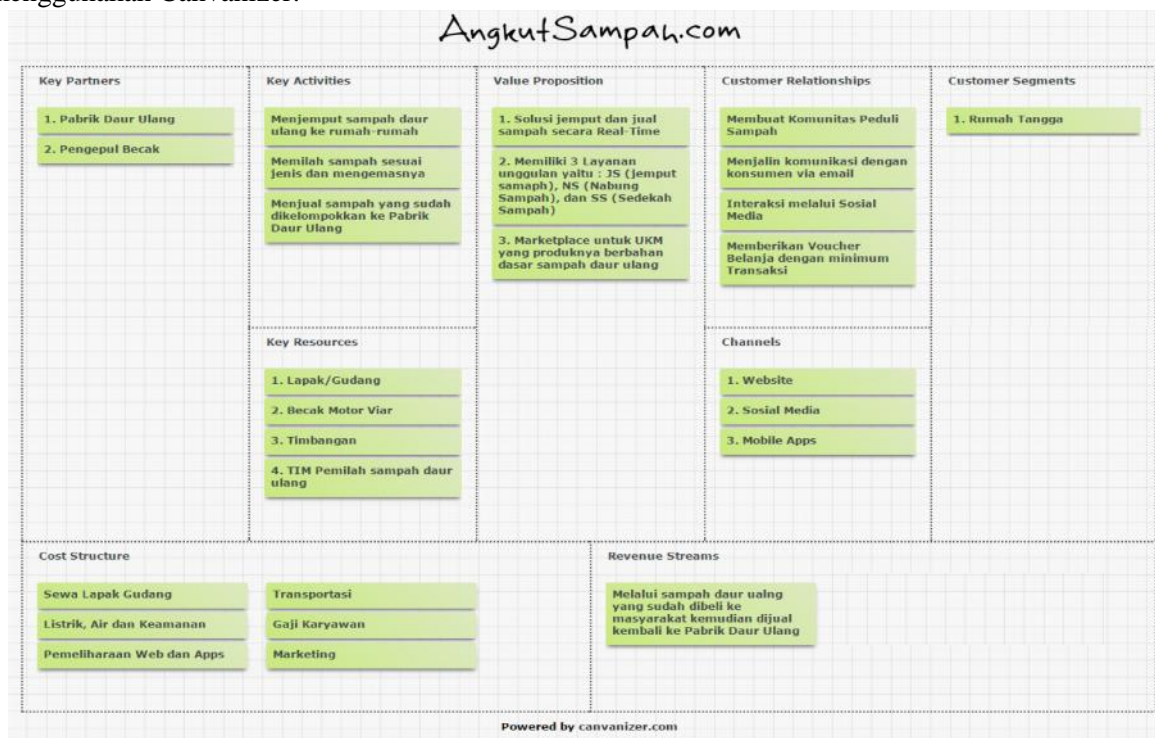 menggunakan Canvanizer.
AngkutSampah.com
Key Partners
1. Pabrik Daur Ulang
2. Pengepul Becak
Key Activities
Menjemput sampah daur
ulang ke rumah-rumah
Memilah sampah sesuai
jenis dan mengemasnya
Menjual sampah yang sudah
dikelompokkan ke Pabrik
Daur Ulang
Key Resources
1. Lapak/Gudang
2. Becak Motor Viar
3. Timbangan
4. TIM Pemilah sampah daur
ulang
Value Proposition
1. Solusi jemput dan jual
sampah secara Real-Time
2. Memiliki 3 Layanan
unggulan yaitu : JS (jemput
samaph), NS (Nabung
Sampah), dan SS (Sedekah
Sampah)
3. Marketplace untuk UKM
yang produknya berbahan
dasar sampah daur ulang
Customer Relationships
Membuat Komunitas Peduli
Sampah
Menjalin komunikasi dengan
konsumen via email
Interaksi melalui Sosial
Media
Memberikan Voucher
Belanja dengan minimum
Transaksi
Channels
1. Website
2. Sosial Media
3. Mobile Apps
Customer Segments
1. Rumah Tangga
Cost Structure
Sewa Lapak Gudang
Listrik, Air dan Keamanan
Pemeliharaan Web dan Apps
Transportasi
Gaji Karyawan
Marketing
Revenue Streams
Melalui sampah daur ualng
yang sudah dibeli ke
masyarakat kemudian dijual
kembali ke Pabrik Daur Ulang
Powered by canvanizer.com